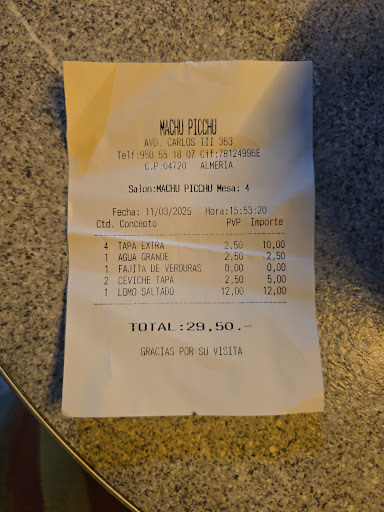 MACHU PICCHU
AVD. CARLOS III 363
Telf:950 55 16 07 Cif:78124996E
C.P.04720 ALMERIA
Salon:MACHU PICCHU Mesa: 4
Fecha: 11/03/2025 Hora:15:53:20
Ctd. Concepto PVP Importe
4 TAPA EXTRA 2,50 10,00
1 AGUA GRANDE 2,50 2,50
1 FAJITA DE VERDURAS 0,00 0,00
2 CEVICHE TAPA 2,50 5,00
1 LOMO SALTADO 12,00 12,00
TOTAL:29,50.-
GRACIAS POR SU VISITA